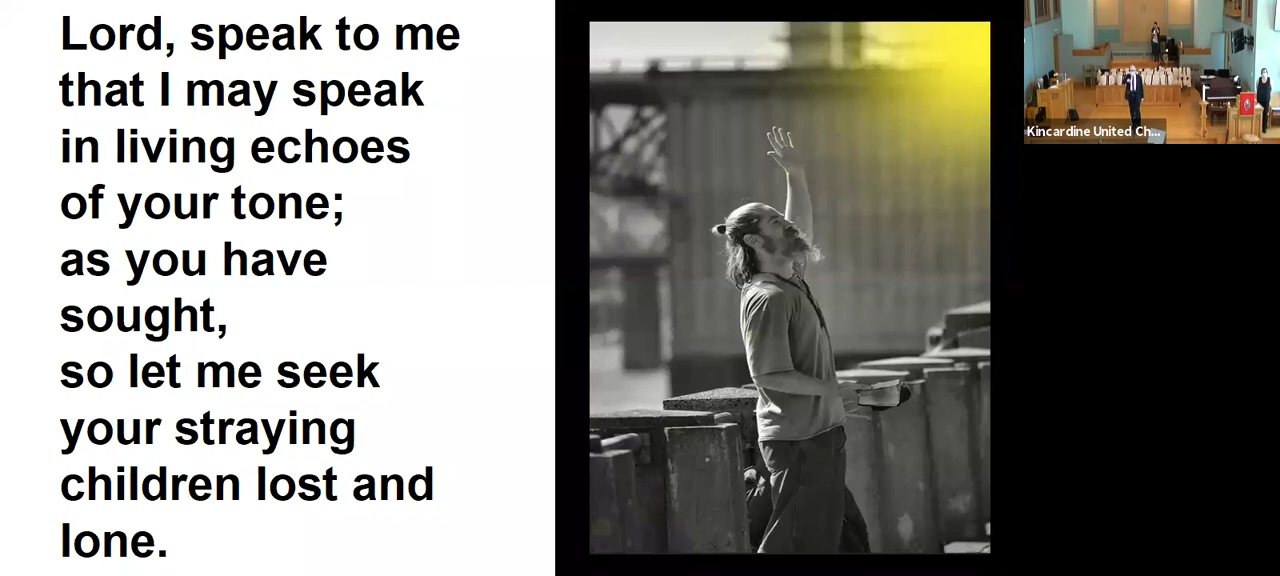 Lord, speak to me
that I may speak
in living echoes
of your tone;
as you have
sought,
so let me seek
your straying
children lost and
lone.
Kincardine United Ch...